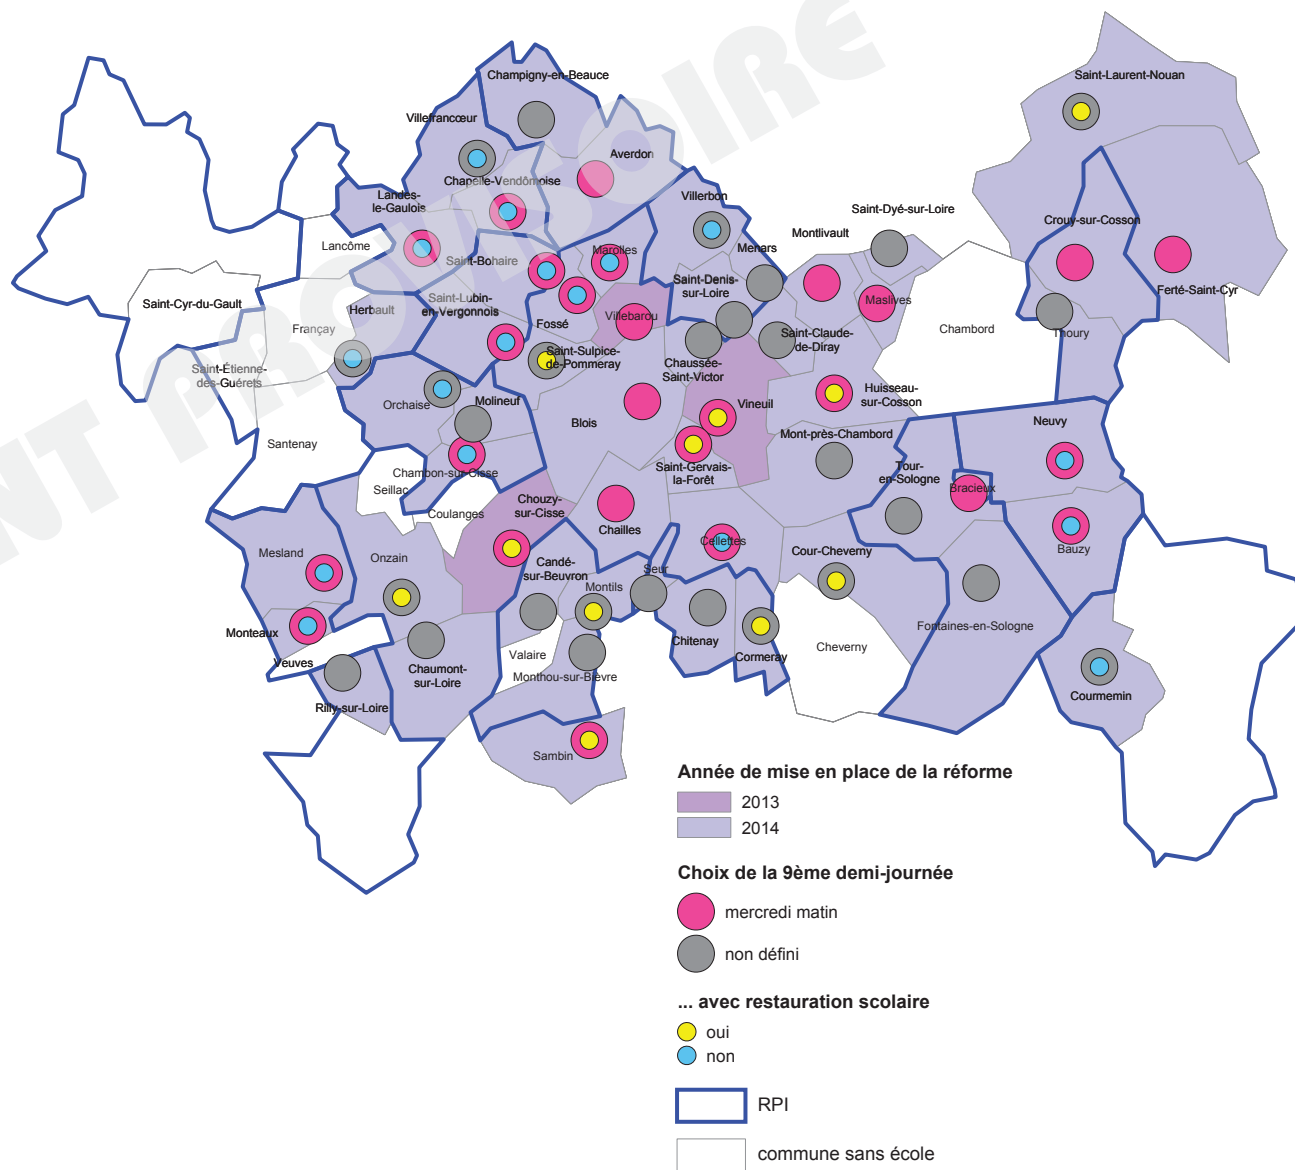 NT PROVISOIRE
Champigny-en-Beauce
Saint-Laurent-Nouan
Villefrancœur
Averdon
Chapelle-Vendômoise
Landes-
le-Gaulois
Villerbon
Saint-Dyé-sur-Loire
Crouy-sur-Cosson
Montlivault
Lancôme
Marolles
Menars
Saint-Bohaire
Saint-Denis-
sur-Loire
Ferté-Saint-Cyr
Saint-Cyr-du-Gault
Herbault
Saint-Lubin-
en-Vergonnois
Maslives
Françay
Fossé
Villebarou
Chambord
Thoury
Saint-Claude-
de-Diray
Saint-Sulpice-
de-Pommeray
Chaussée-
Saint-Victor
Saint-Étienne-
des-Guérets
Orchaise
Molineuf
Huisseau-
sur-Cosson
Vineuil
Blois
Neuvy
Mont-près-Chambord
Santenay
Saint-Gervais-
la-Forêt
Tour-
en-Sologne
Chambon-sur-Cisse
Seillac
Bracieux
Chouzy-
sur-Cisse
Coulanges
Chailles
Cellettes
Bauzy
Mesland
Onzain
Cour-Cheverny
Candé-
sur-Beuvron
Seur
Montils
Fontaines-en-Sologne
Monteaux
Chitenay
Cheverny
Valaire
Cormeray
Veuves
Chaumont-
sur-Loire
Monthou-sur-Bièvre
Courmemin
Rilly-sur-Loire
Sambin
Année de mise en place de la réforme
2013
2014
Choix de la 9ème demi-journée
mercredi matin
non défini
... avec restauration scolaire
oui
non
RPI
commune sans école